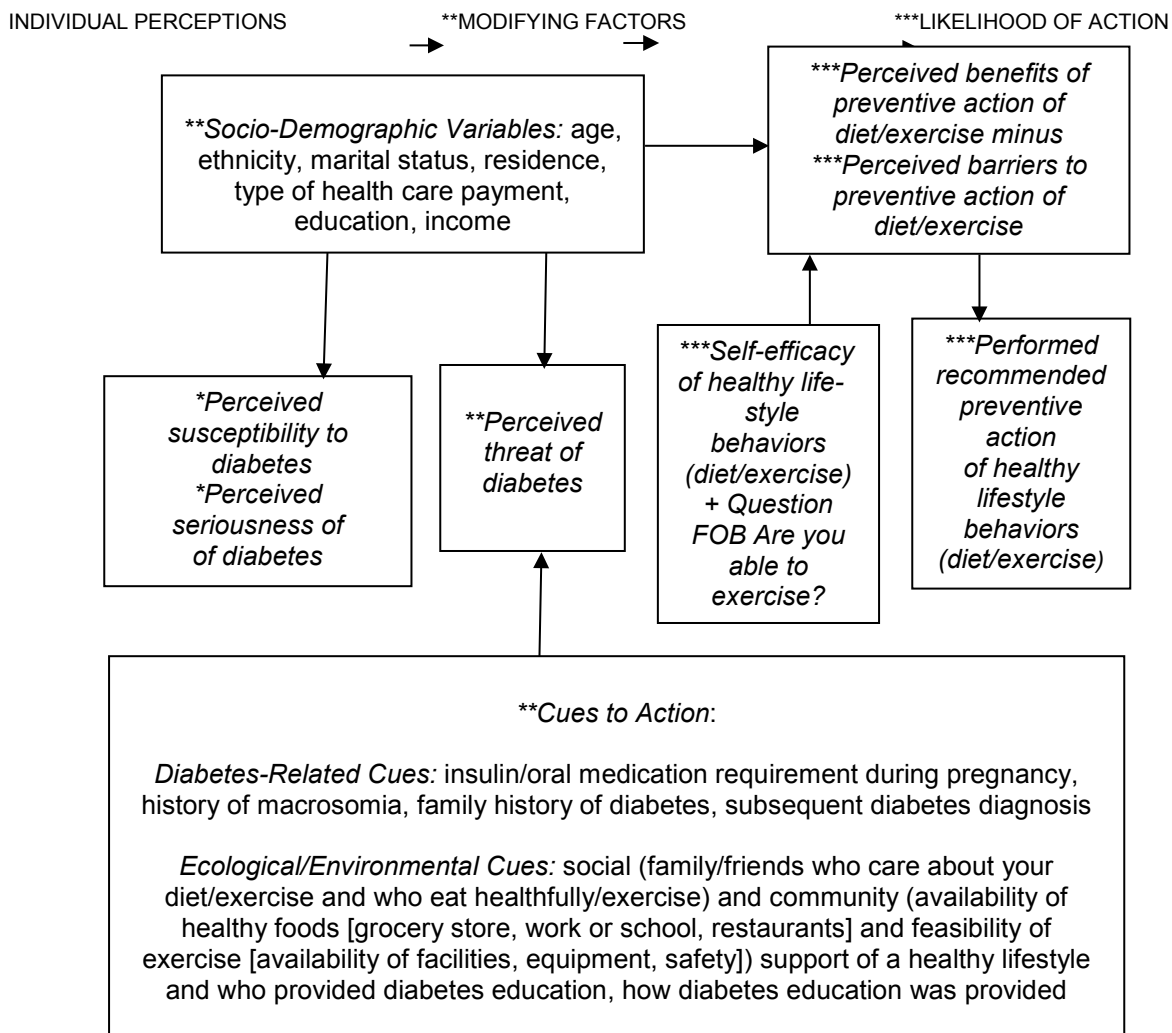 INDIVIDUAL PERCEPTIONS
**MODIFYING FACTORS
***LIKELIHOOD OF ACTION
**Socio-Demographic Variables: age,
ethnicity, marital status, residence,
type of health care payment,
education, income
***Perceived benefits of
preventive action of
diet/exercise minus
***Perceived barriers to
preventive action of
diet/exercise
*Perceived
susceptibility to
diabetes
*Perceived
seriousness of
of diabetes
**Perceived
threat of
diabetes
***Self-efficacy
of healthy life-
style
behaviors
(diet/exercise)
+ Question
FOB Are you
able to
exercise?
***Performed
recommended
preventive
action
of healthy
lifestyle
behaviors
(diet/exercise)
**Cues to Action:
Diabetes-Related Cues: insulin/oral medication requirement during pregnancy,
history of macrosomia, family history of diabetes, subsequent diabetes diagnosis
Ecological/Environmental Cues: social (family/friends who care about your
diet/exercise and who eat healthfully/exercise) and community (availability of
healthy foods [grocery store, work or school, restaurants] and feasibility of
exercise [availability of facilities, equipment, safety]) support of a healthy lifestyle
and who provided diabetes education, how diabetes education was provided